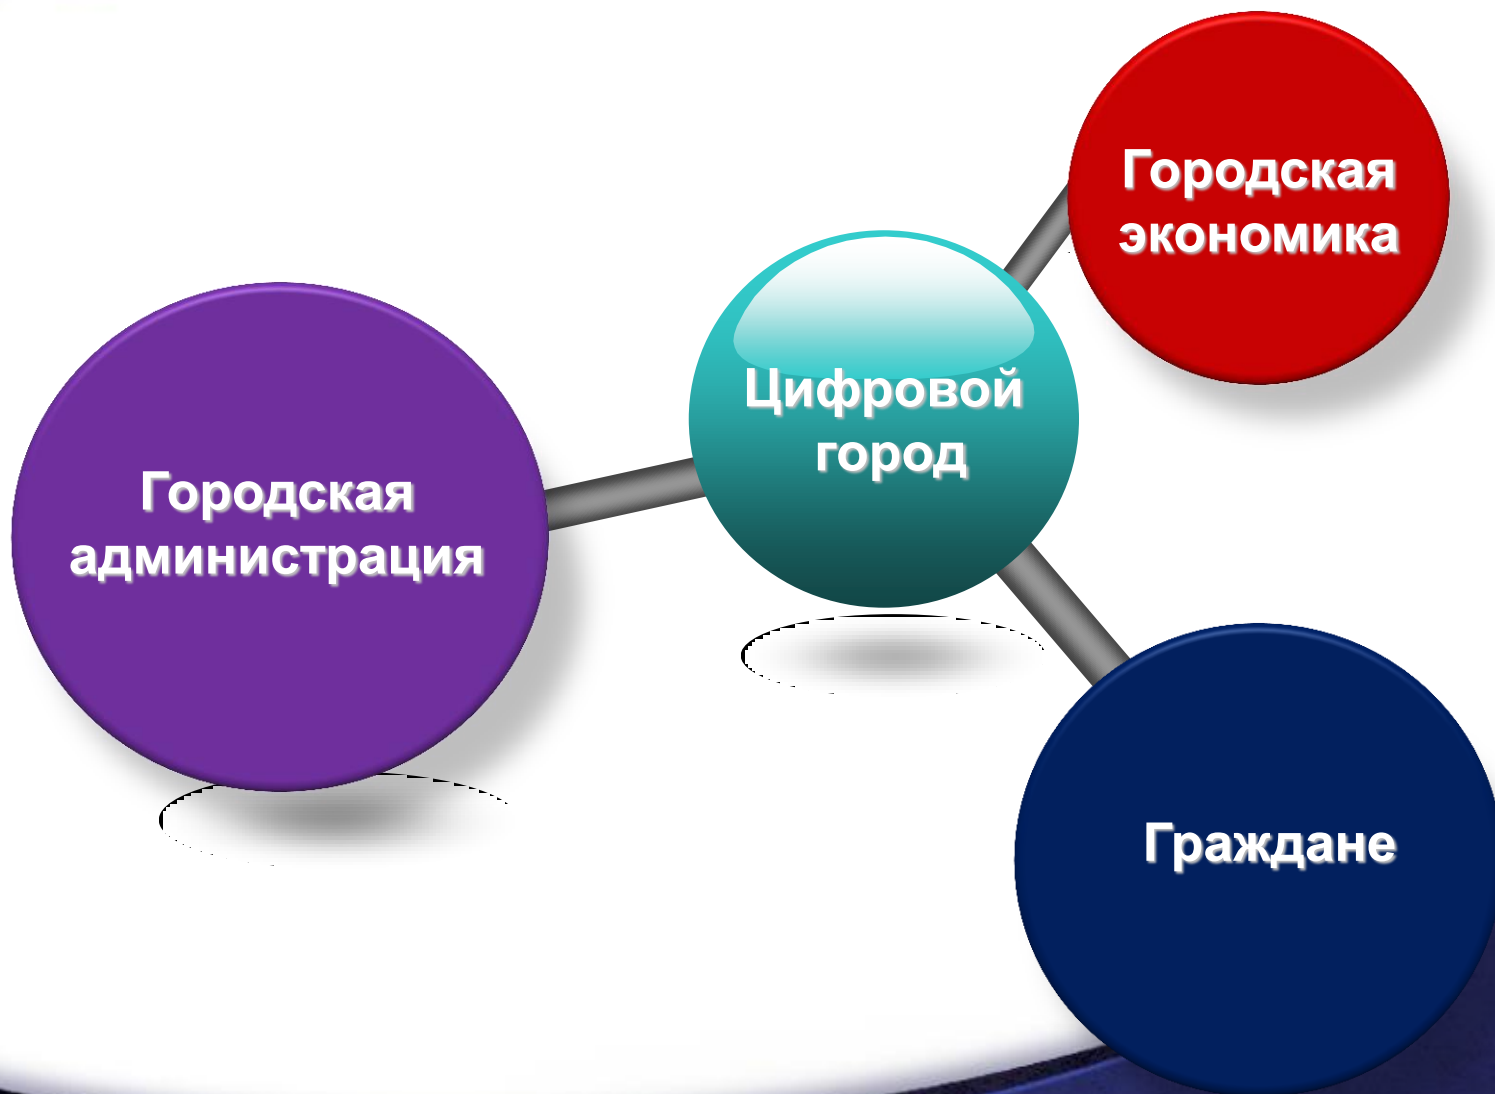 Городская
экономика
Цифровой
город
Городская
администрация
Граждане